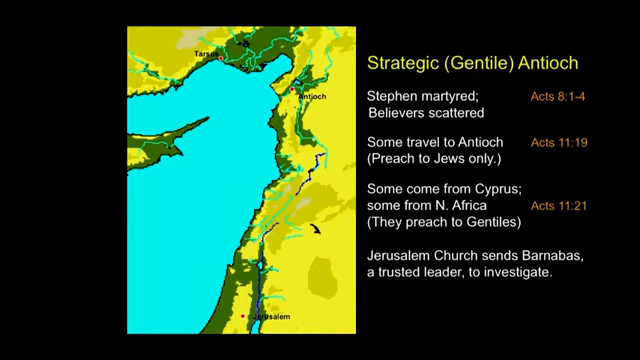 Tarsus
Antioch
Jerusalem
Strategic (Gentile) Antioch
Stephen martyred; Acts 8:1-4
Believers scattered
Some travel to Antioch Acts 11:19
(Preach to Jews only.)
Some come from Cyprus;
some from N. Africa Acts 11:21
(They preach to Gentiles)
Jerusalem Church sends Barnabas,
a trusted leader, to investigate.